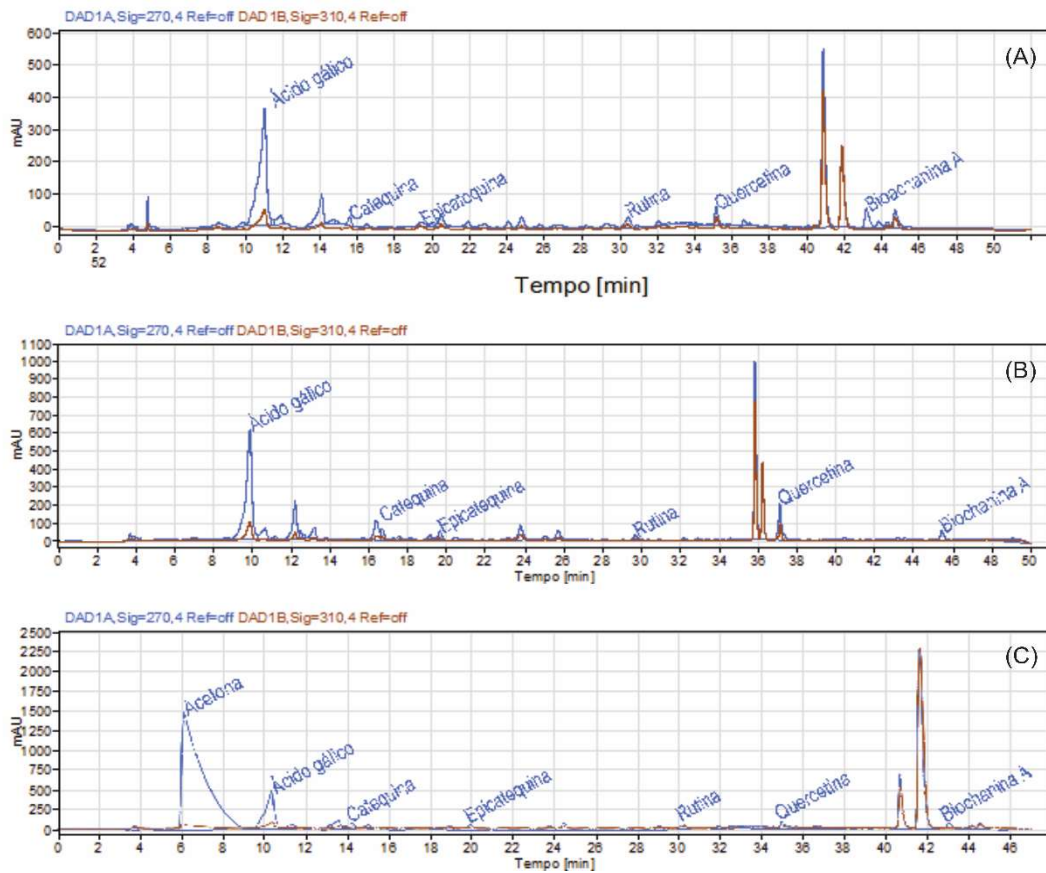 DAD1A,Sig=270,4 Ref=off DAD1B,Sig=310,4 Ref=off
(A)
600
500
400
300
200
100
0
mAU
Ácido gálico
Catequina
Epicatequina
Rutina
Quercetina
Bioachanina A
0 2 4 6 8 10 12 14 16 18 20 22 24 26 28 30 32 34 36 38 40 42 44 46 48 50
52
Tempo [min]
DAD1A,Sig=270,4 Ref=off DAD1B,Sig=310,4 Ref=off
(B)
1100
1000
900
800
700
600
500
400
300
200
100
0
mAU
Ácido gálico
Catequina
Epicatequina
Rutina
Quercetina
Biochanina A
0 2 4 6 8 10 12 14 16 18 20 22 24 26 28 30 32 34 36 38 40 42 44 46 48 50
Tempo [min]
DAD1A,Sig=270,4 Ref=off DAD1B,Sig=310,4 Ref=off
(C)
2500
2250
2000
1750
1500
1250
1000
750
500
250
0
mAU
Acetona
Ácido gálico
Catequina
Epicatequina
Rutina
Quercetina
Biochanina A
0 2 4 6 8 10 12 14 16 18 20 22 24 26 28 30 32 34 36 38 40 42 44 46
Tempo [min]